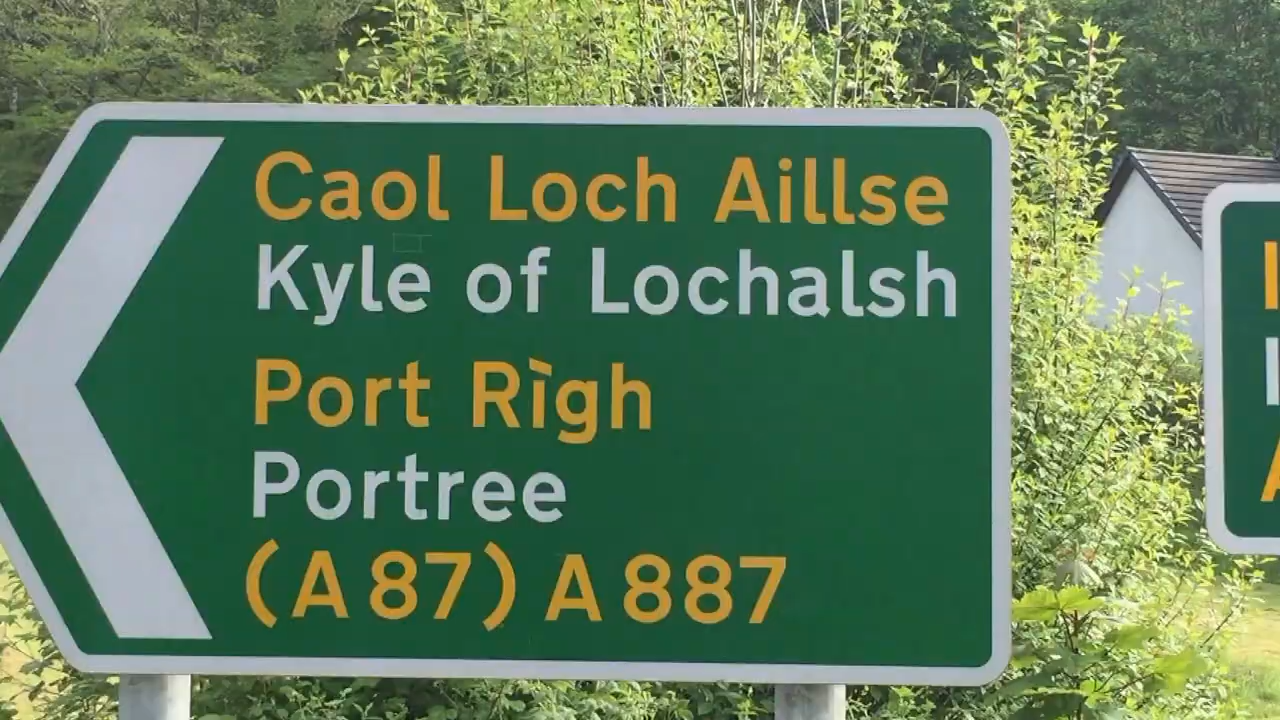 Caol Loch Aillse
Kyle of Lochalsh
Port Rìgh
Portree
(A87) A887